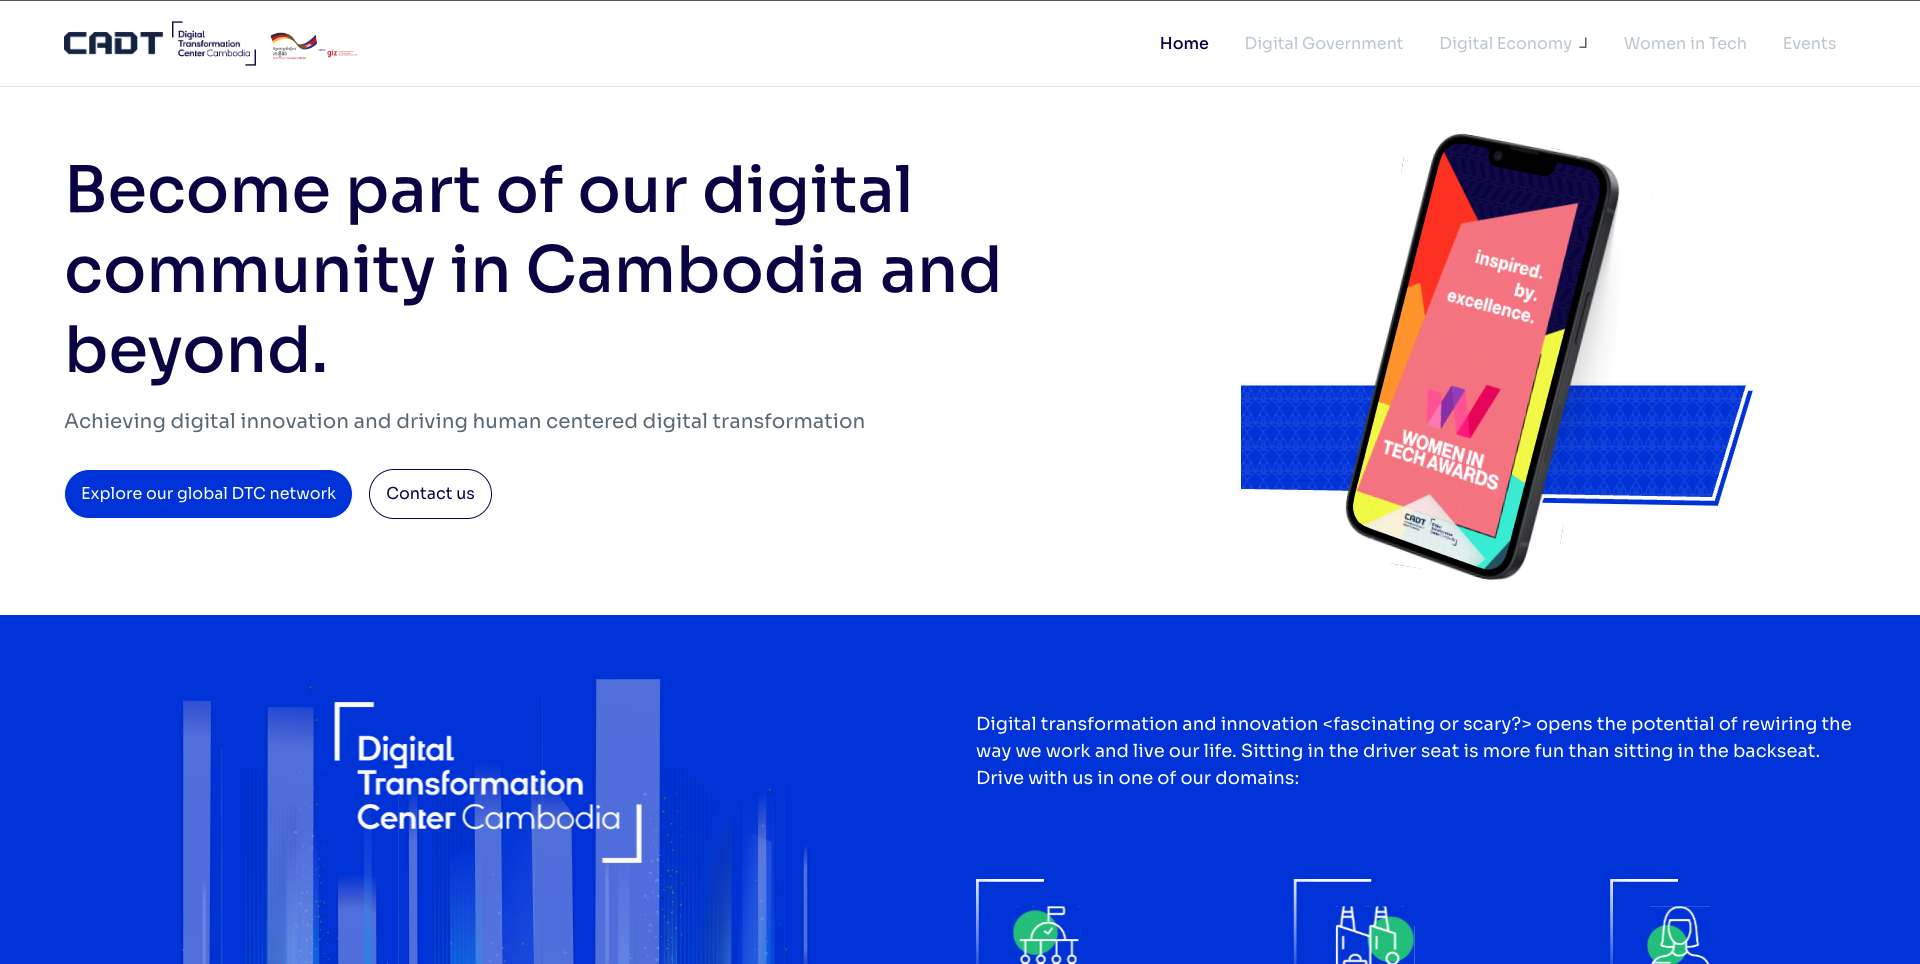 CADT
Digital
Transformation
Center Cambodia
giz
Home
Digital Government
Digital Economy
Women in Tech
Events
Become part of our digital
community in Cambodia and
beyond.
Achieving digital innovation and driving human centered digital transformation
Explore our global DTC network
Contact us
inspired.
by.
excellence.
WOMEN IN
TECH AWARDS
CADT
Digital
Transformation
Center Cambodia
Digital transformation and innovation <fascinating or scary?> opens the potential of rewiring the
way we work and live our life. Sitting in the driver seat is more fun than sitting in the backseat.
Drive with us in one of our domains: